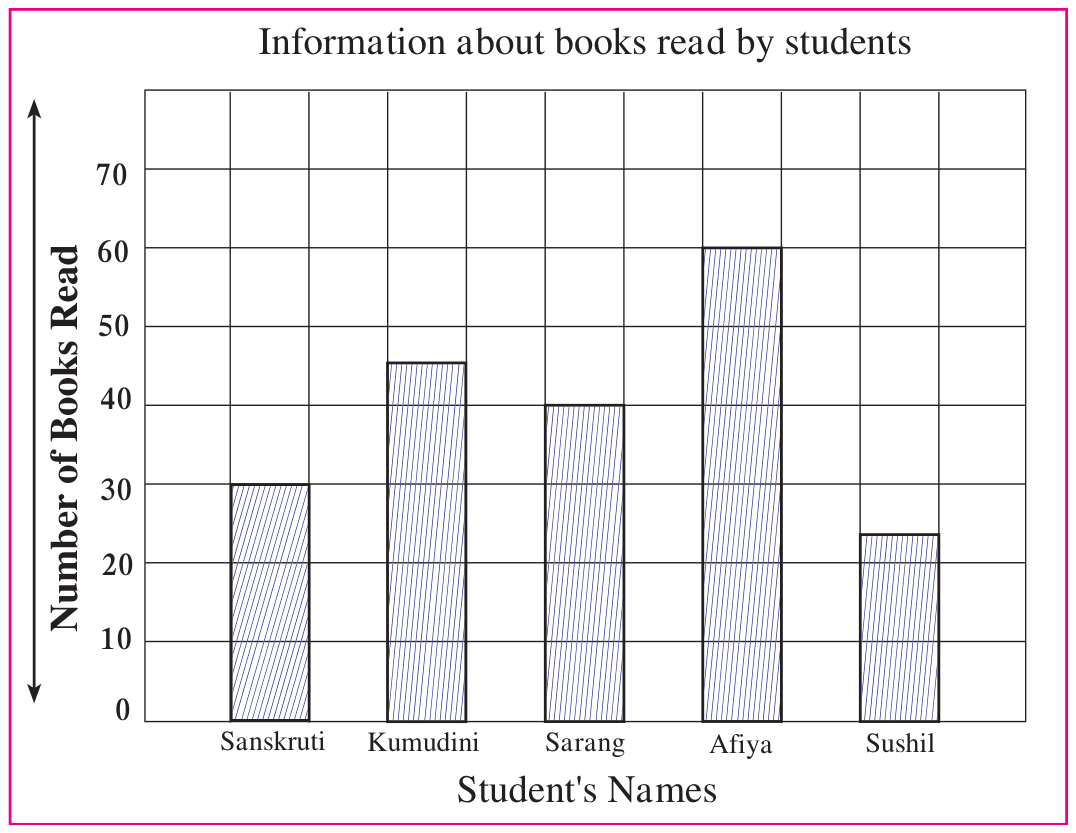 Information about books read by students
Number of Books Read
70
60
50
40
30
20
10
0
Sanskruti Kumudini Sarang Afiya Sushil
Student's Names